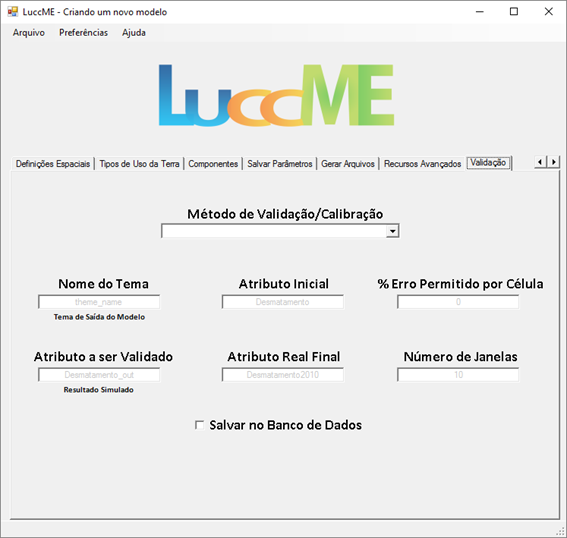 LuccME - Criando um novo modelo
Arquivo Preferências Ajuda
LuccME
Definições Espaciais Tipos de Uso da Terra Componentes Salvar Parâmetros Gerar Arquivos Recursos Avançados Validação
Método de Validação/Calibração
Nome do Tema Atributo Inicial % Erro Permitido por Célula
theme_name Desmatamento 0
Tema de Saída do Modelo
Atributo a ser Validado Atributo Real Final Número de Janelas
Desmatamento_out Desmatamento2010 10
Resultado Simulado
Salvar no Banco de Dados